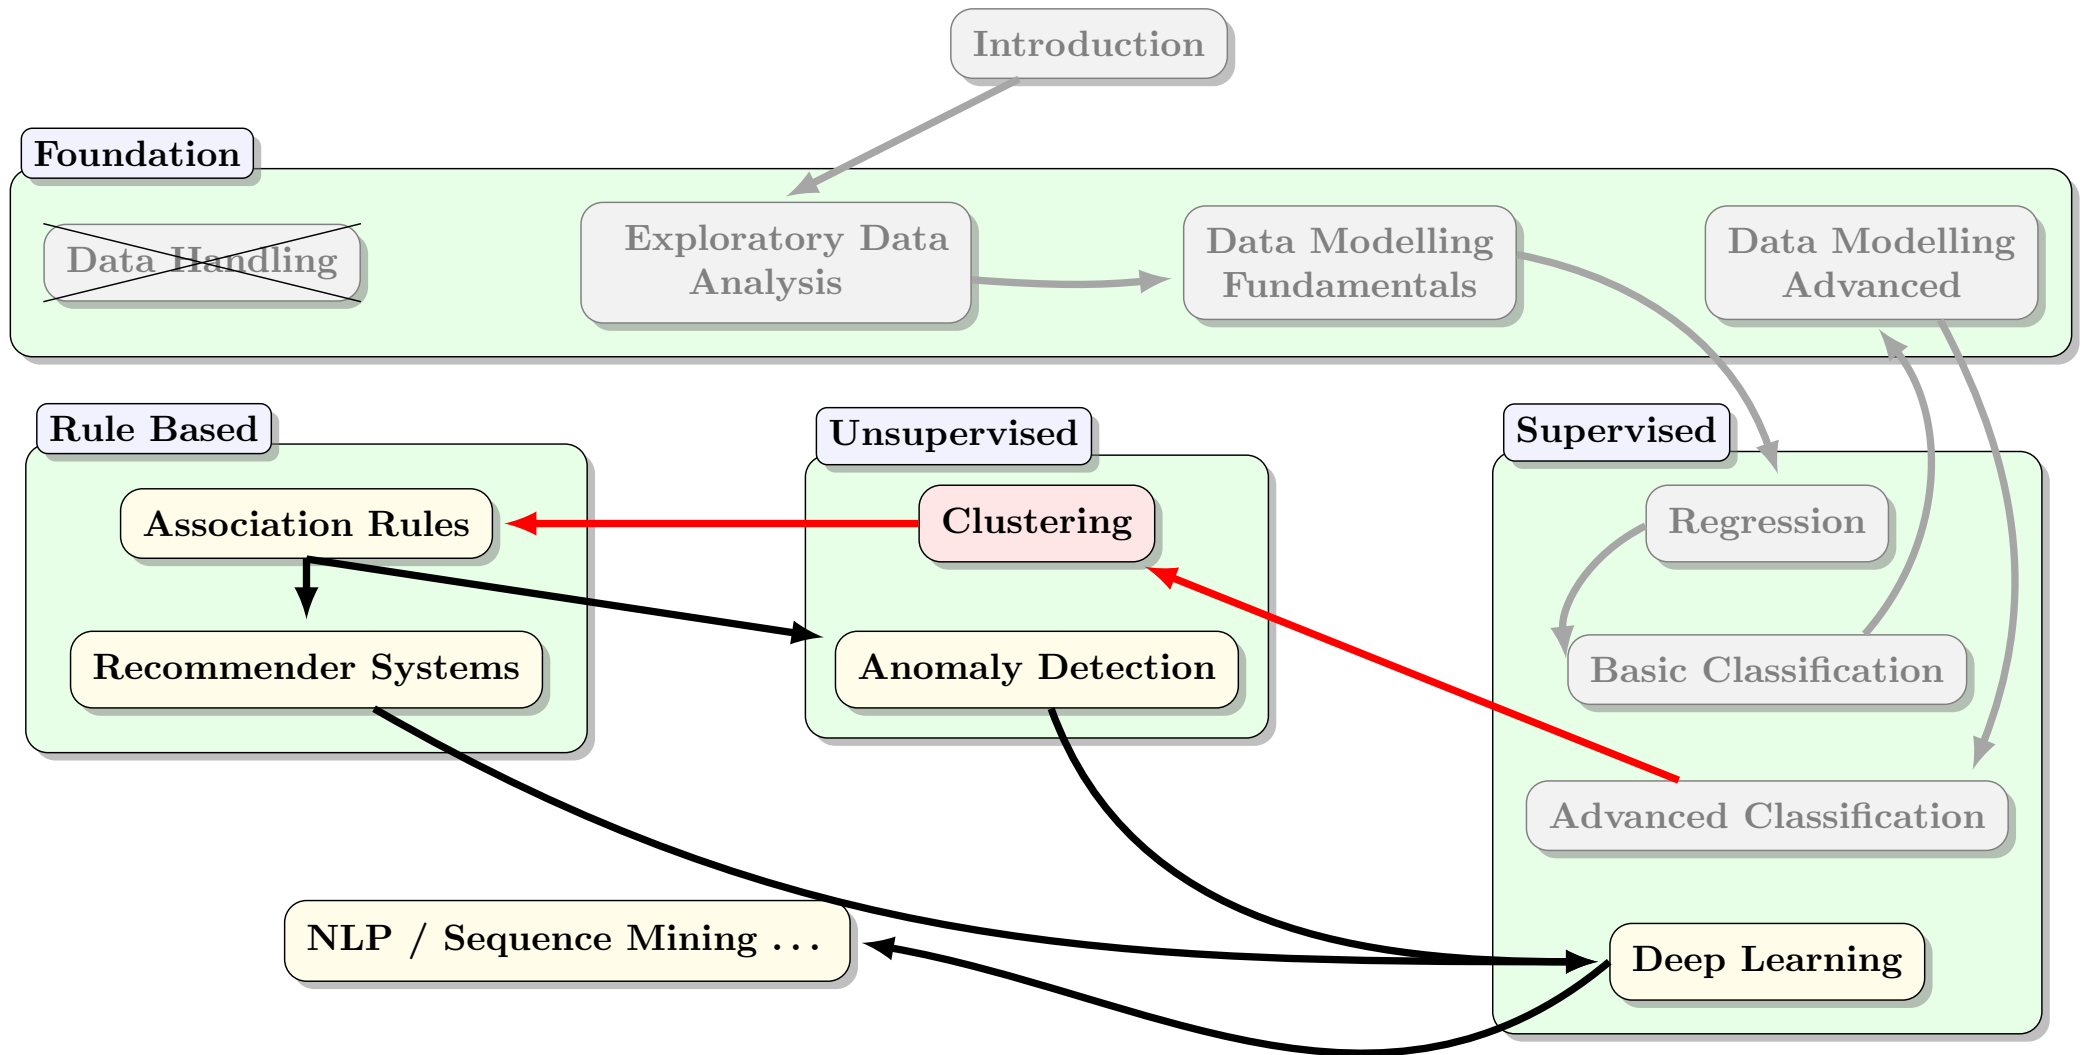 Introduction
Foundation
Data Handling
Exploratory Data
Analysis
Data Modelling
Fundamentals
Data Modelling
Advanced
Rule Based
Association Rules
Recommender Systems
Unsupervised
Clustering
Anomaly Detection
Supervised
Regression
Basic Classification
Advanced Classification
Deep Learning
NLP / Sequence Mining ...